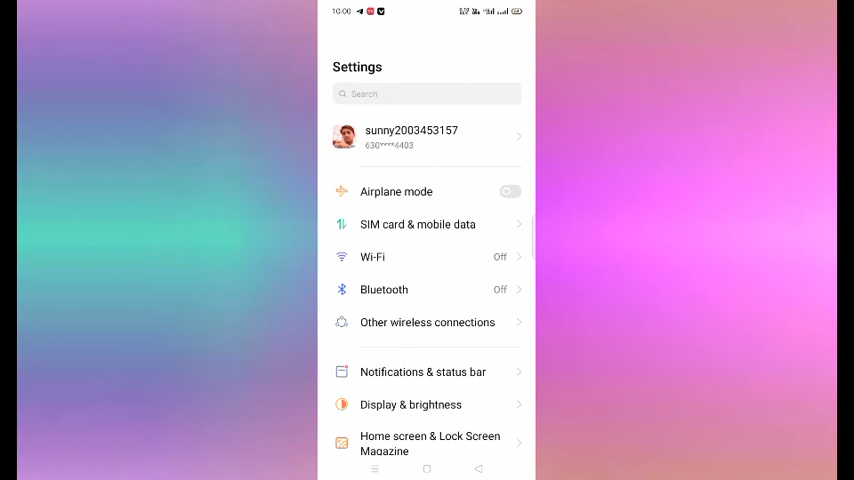 10:00
Settings
Search
sunny2003453157
630****4403
Airplane mode
SIM card & mobile data
Wi-Fi Off
Bluetooth Off
Other wireless connections
Notifications & status bar
Display & brightness
Home screen & Lock Screen
Magazine